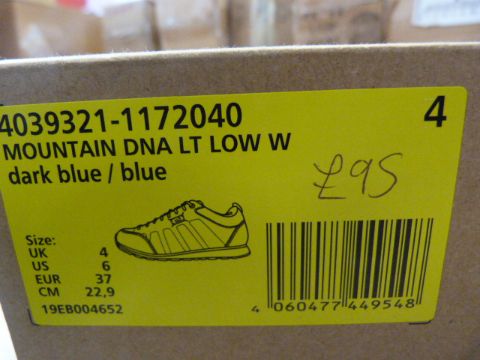 4039321-1172040 4
MOUNTAIN DNA LT LOW W
dark blue / blue
£95
Size:
UK 4
US 6
EUR 37
CM 22,9
19EB004652
4 060477 449548